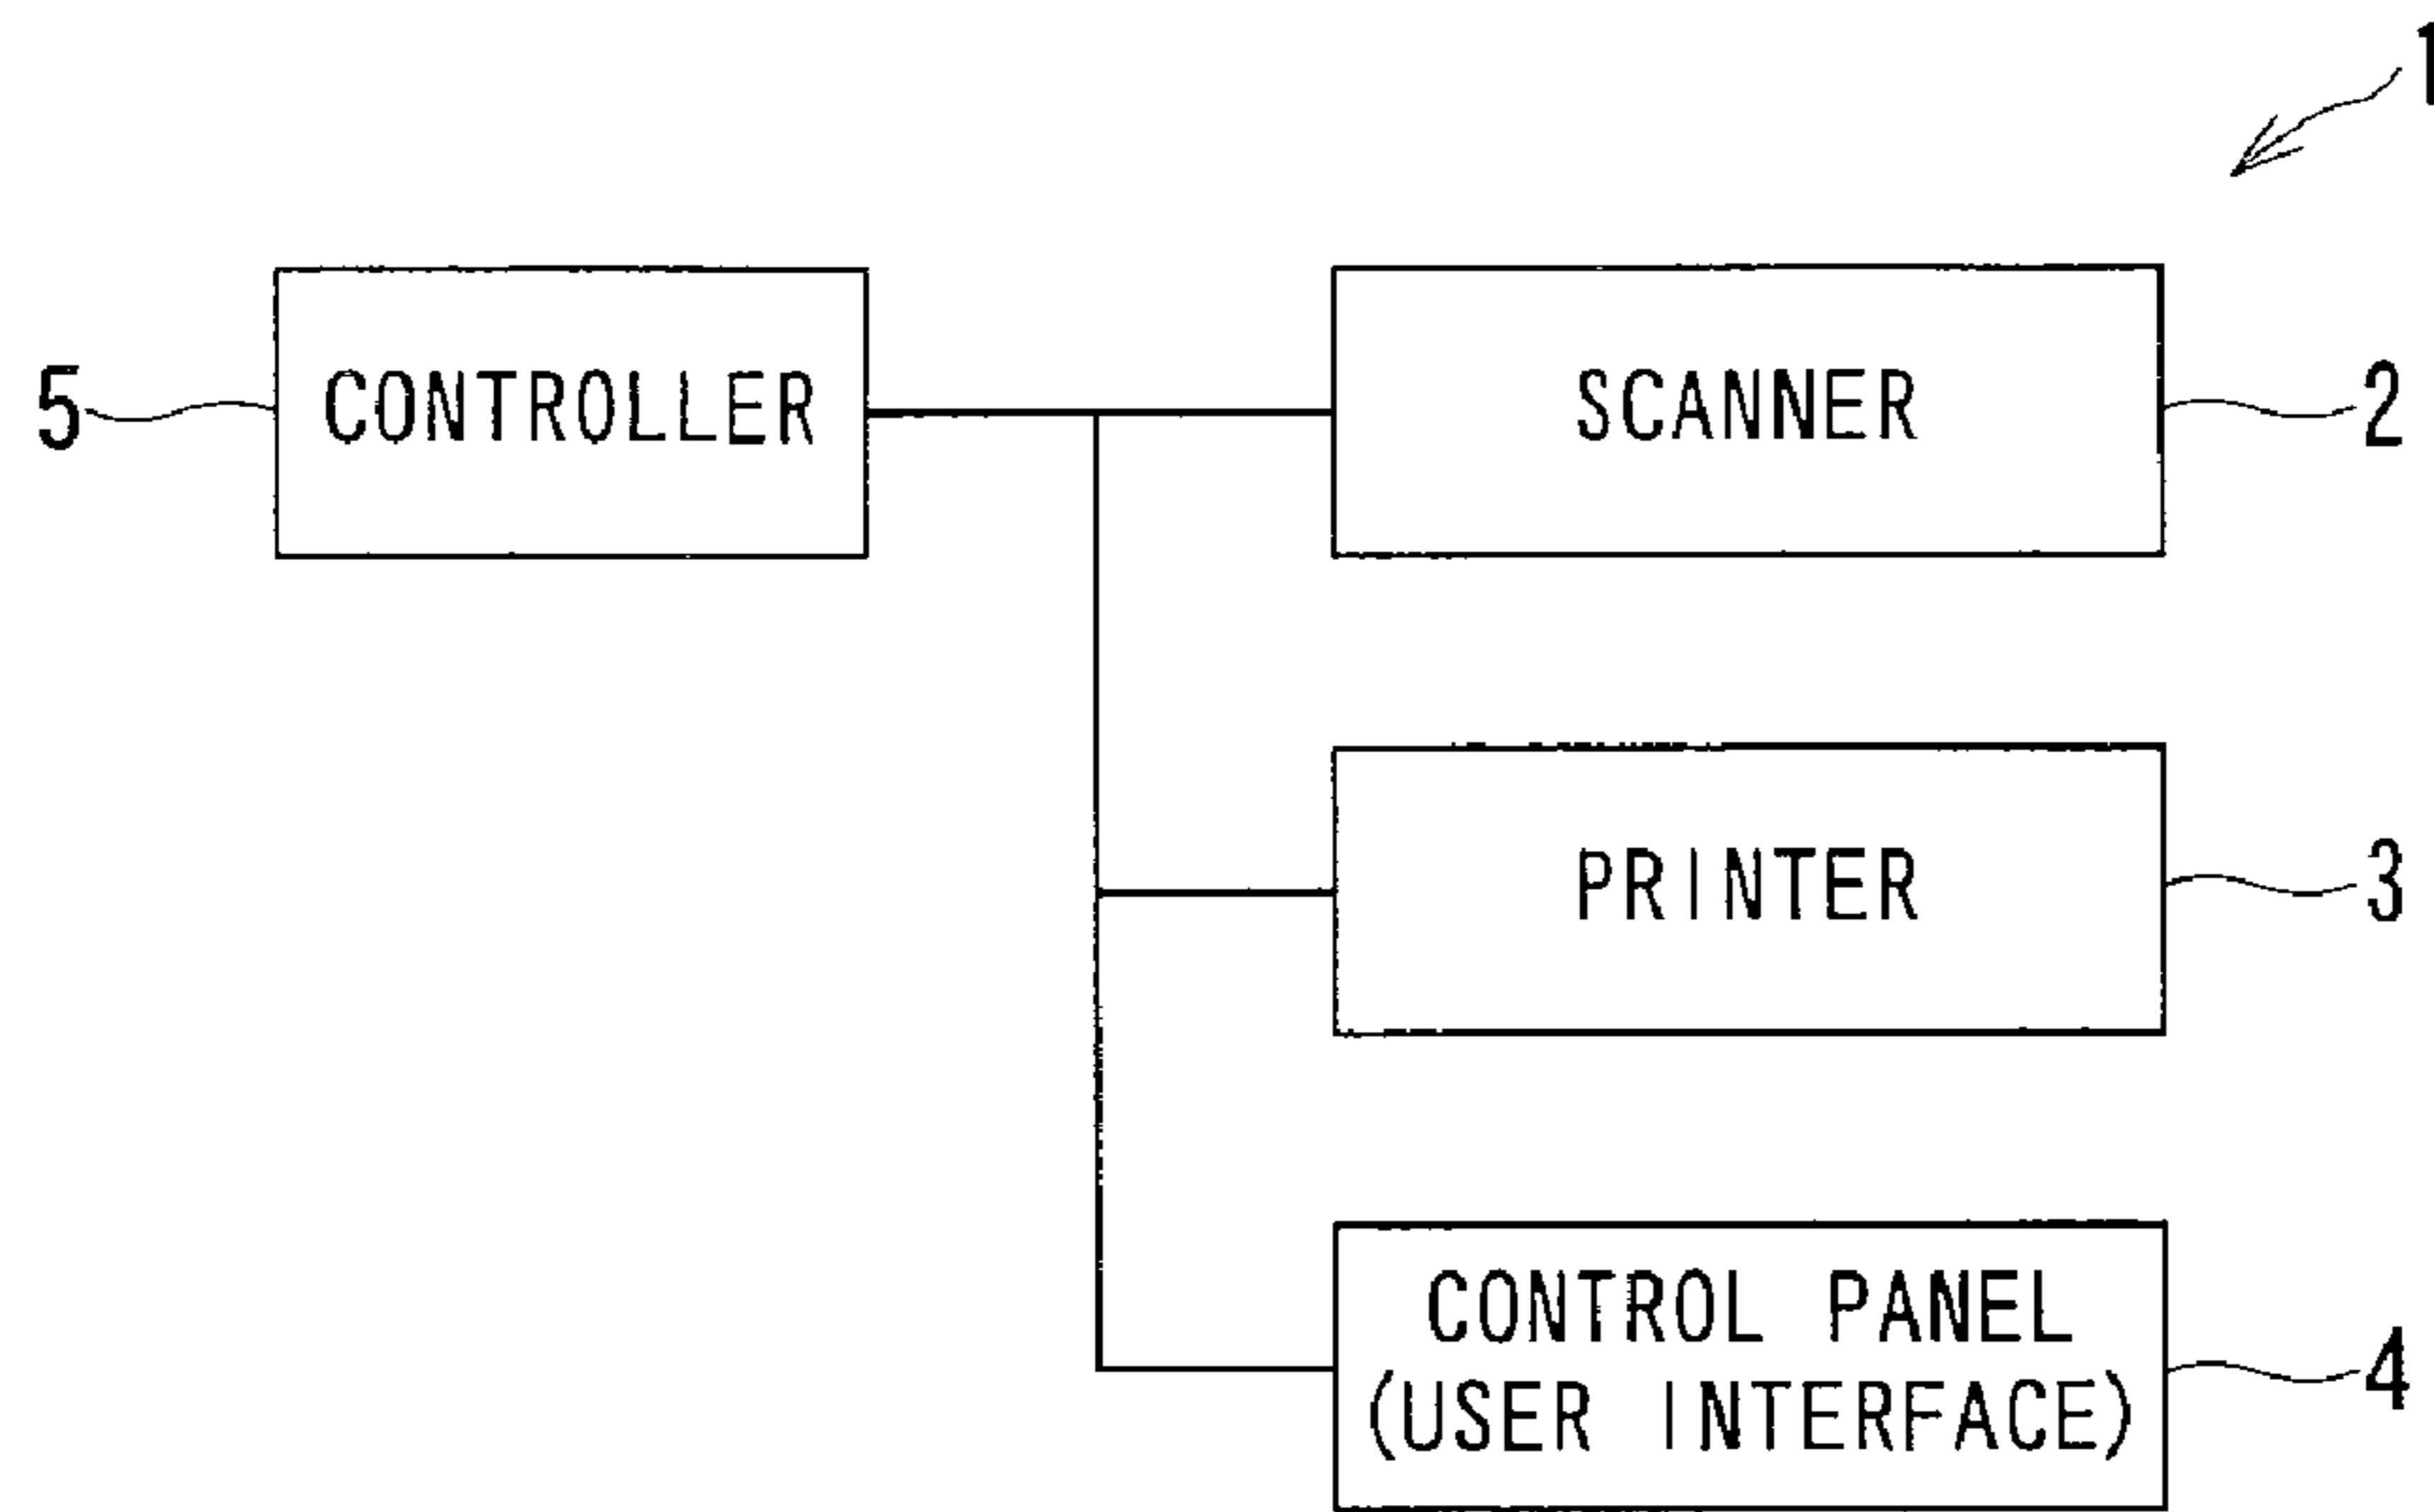 1
5 CONTROLLER SCANNER 2
PRINTER 3
CONTROL PANEL
(USER INTERFACE) 4